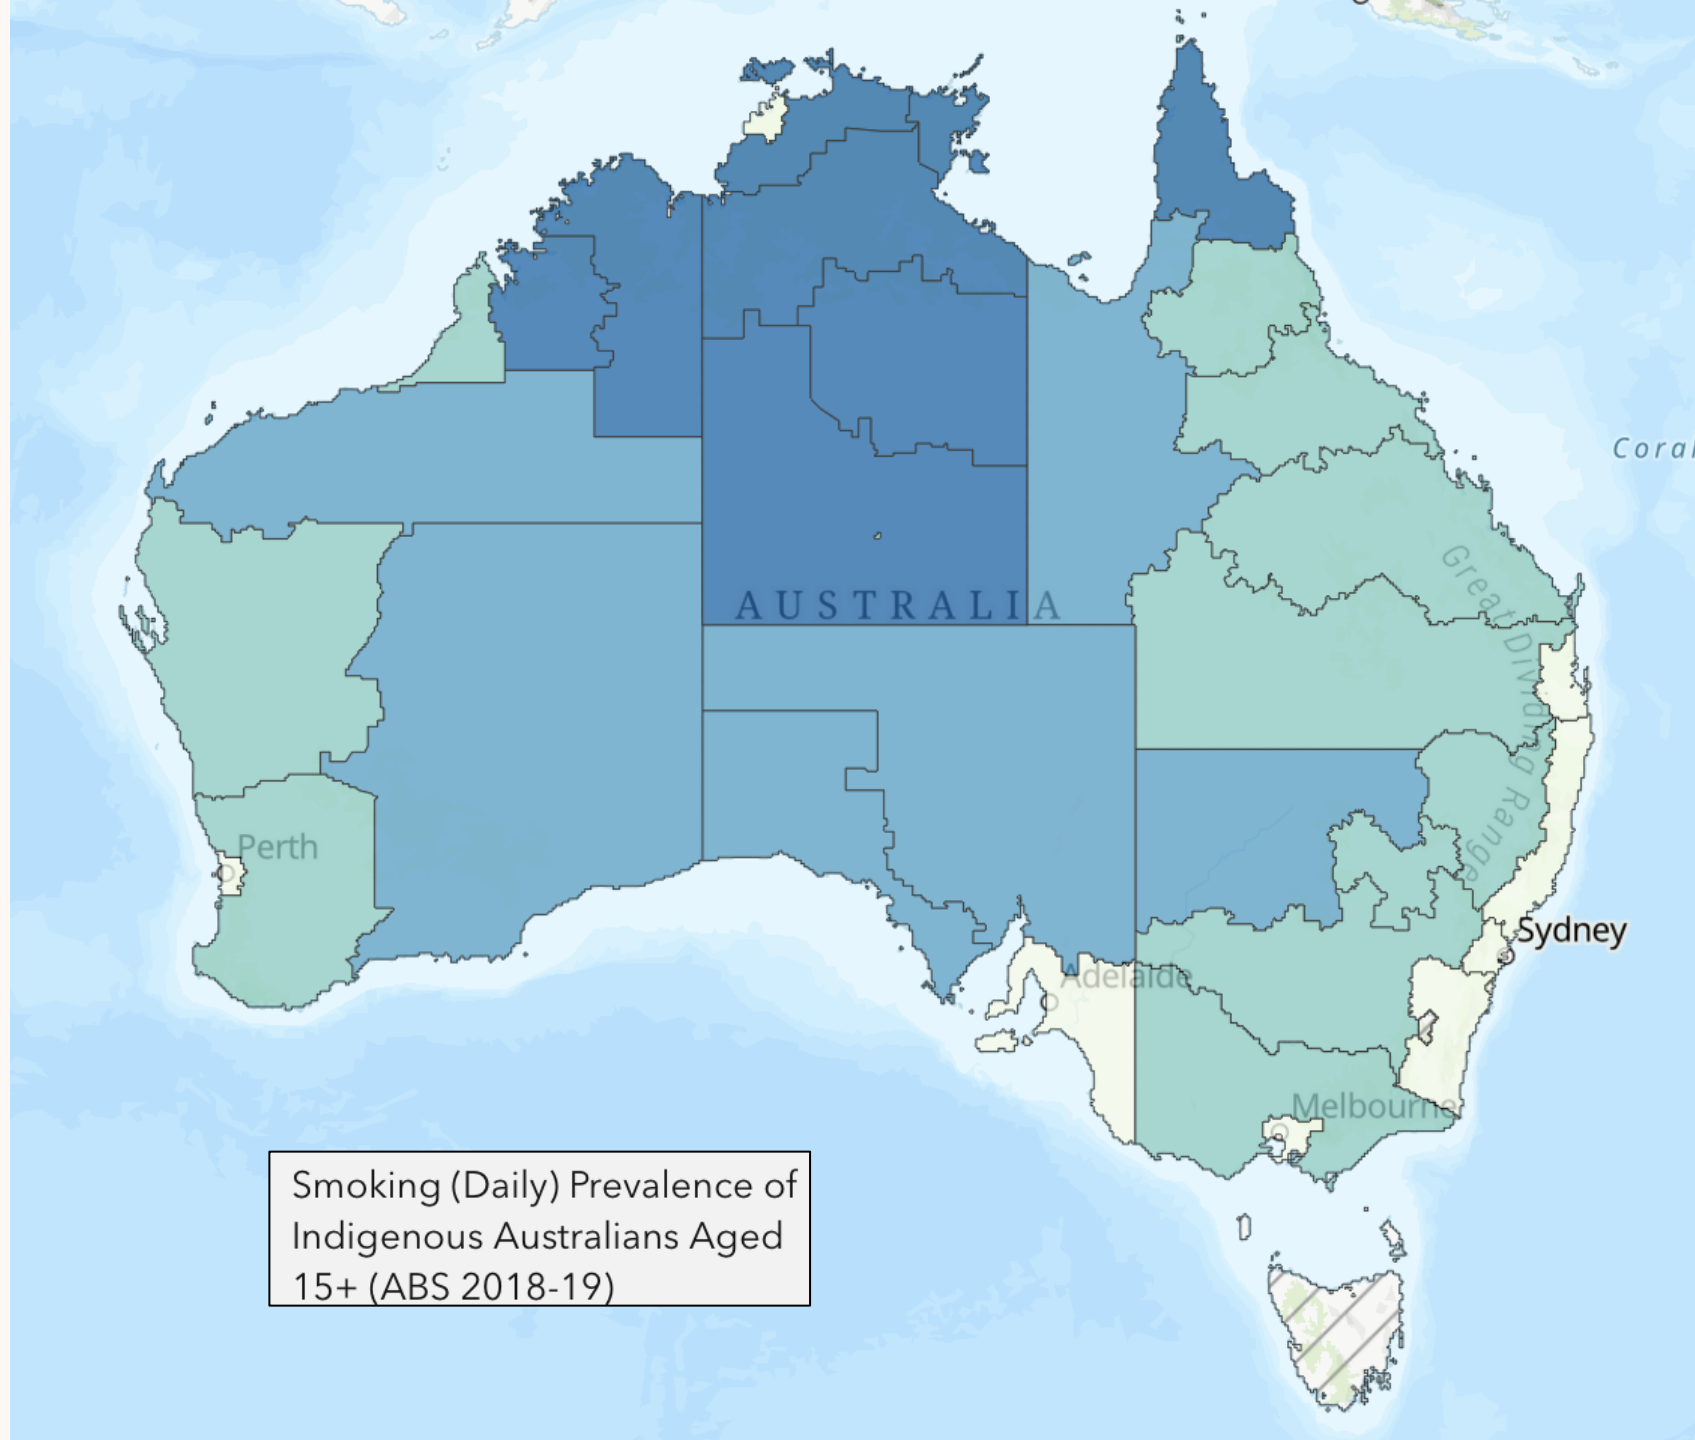 Coral
AUSTRALIA
Great Dividing Range
Perth
Sydney
Adelaide
Melbourne
Smoking (Daily) Prevalence of
Indigenous Australians Aged
15+ (ABS 2018-19)